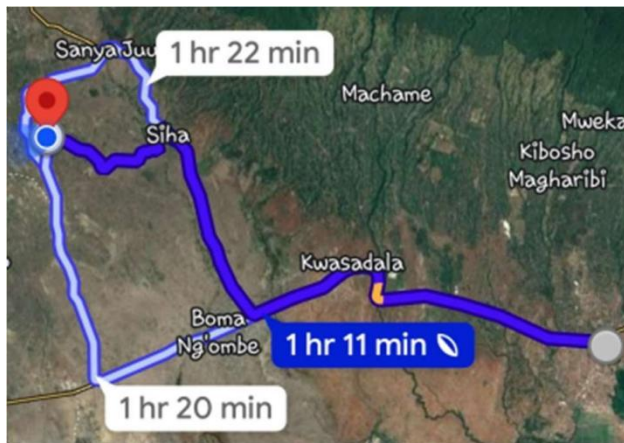 Sanya Juu
1 hr 22 min
Machame
Mweka
Siha
Kibosho
Magharibi
Kwasadala
Boma
Ng'ombe
1 hr 11 min
1 hr 20 min